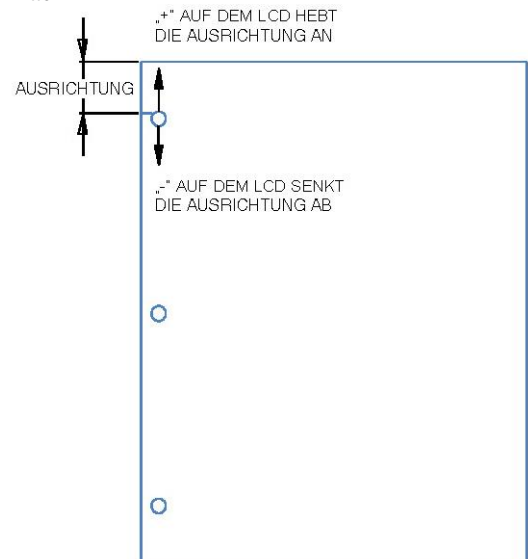 „+" AUF DEM LCD HEBT
DIE AUSRICHTUNG AN
AUSRICHTUNG
„-" AUF DEM LCD SENKT
DIE AUSRICHTUNG AB